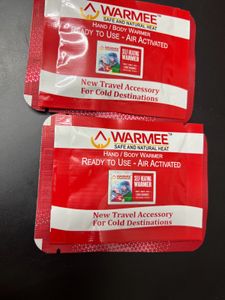 WARMEE
SAFE AND NATURAL HEAT
HAND / BODY WARMER
READY TO USE - AIR ACTIVATED
SELF HEATING
WARMER
New Travel Accessory
For Cold Destinations
WARMEE™
SAFE AND NATURAL HEAT
HAND / BODY WARMER
READY TO USE - AIR ACTIVATED
SELF HEATING
WARMER
New Travel Accessory
For Cold Destinations